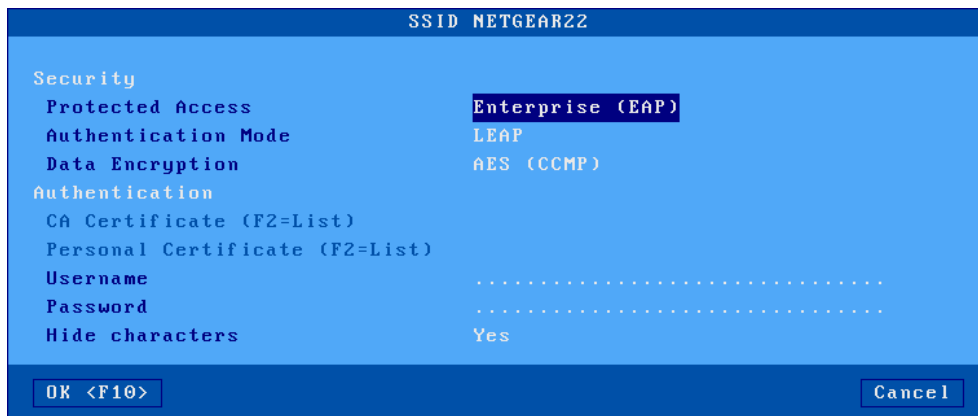 SSID NETGEAR22
Security
Protected Access Enterprise (EAP)
Authentication Mode LEAP
Data Encryption AES (CCMP)
Authentication
CA Certificate (F2=List)
Personal Certificate (F2=List)
Username ................................
Password ................................
Hide characters Yes
OK <F10> Cancel